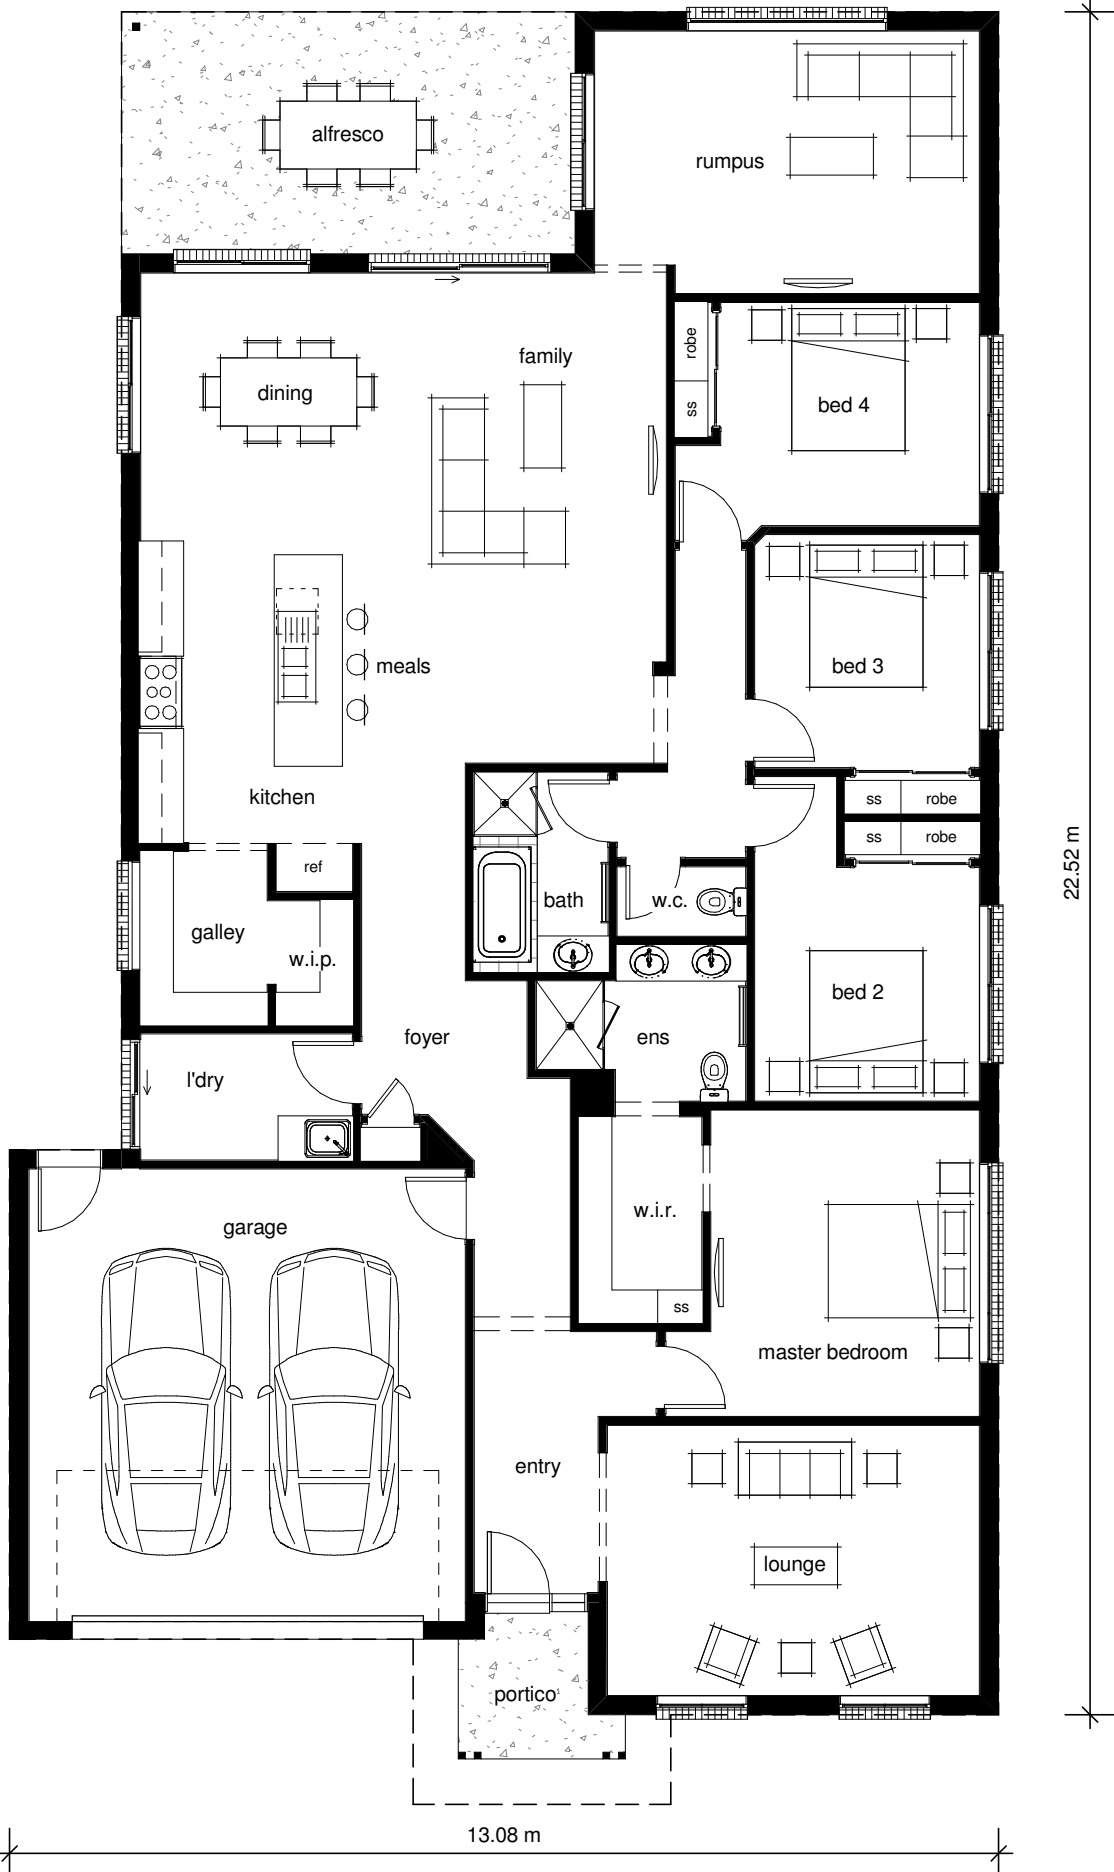 alfresco
rumpus
family
robe
dining
ss
bed 4
meals
bed 3
kitchen
ss
robe
ss
robe
ref
bath
w.c.
galley
w.i.p.
bed 2
foyer
ens
l'dry
w.i.r.
garage
ss
master bedroom
entry
lounge
portico
22.52 m
13.08 m